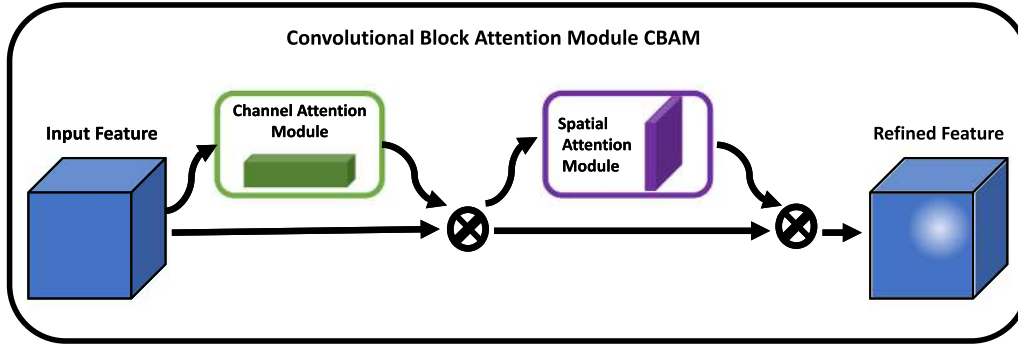 Convolutional Block Attention Module CBAM
Input Feature
Channel Attention
Module
Spatial
Attention
Module
Refined Feature